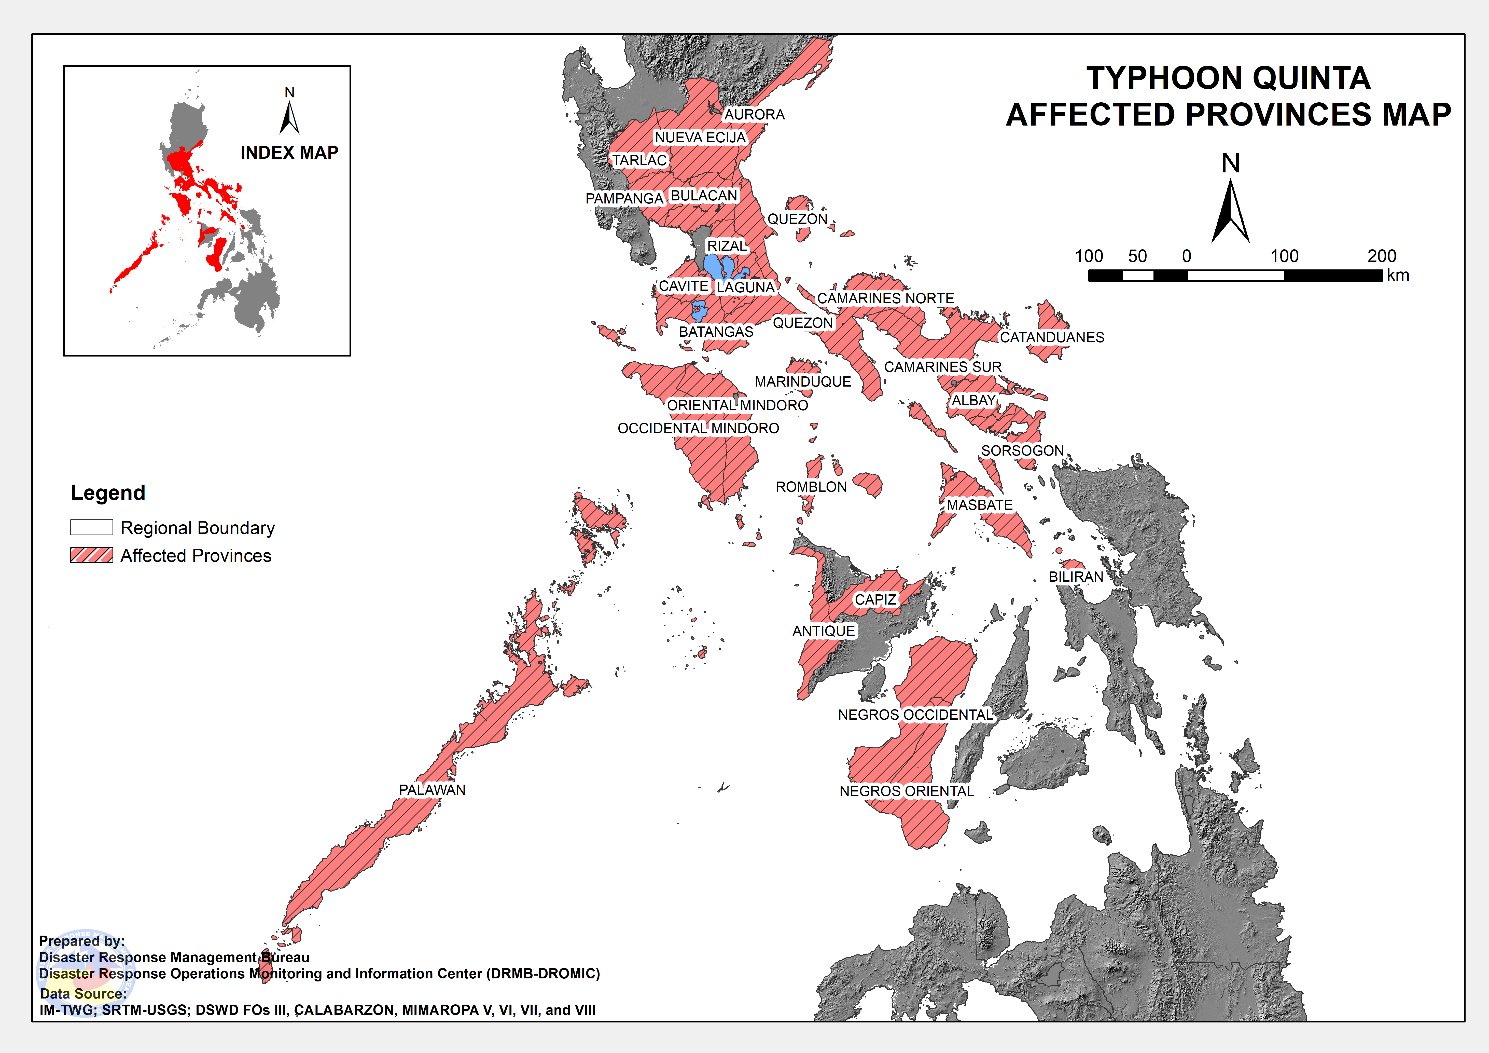 TYPHOON QUINTA
AFFECTED PROVINCES MAP
N
INDEX MAP
N
100 50 0 100 200
km
AURORA
NUEVA ECIJA
TARLAC
PAMPANGA
BULACAN
QUEZON
RIZAL
CAVITE
LAGUNA
CAMARINES NORTE
BATANGAS
QUEZON
CATANDUANES
CAMARINES SUR
MARINDUQUE
ALBAY
ORIENTAL MINDORO
OCCIDENTAL MINDORO
SORSOGON
ROMBLON
MASBATE
BILIRAN
CAPIZ
ANTIQUE
NEGROS OCCIDENTAL
PALAWAN
NEGROS ORIENTAL
Legend
Regional Boundary
Affected Provinces
Prepared by:
Disaster Response Management Bureau
Disaster Response Operations Monitoring and Information Center (DRMB-DROMIC)
Data Source:
IM-TWG; SRTM-USGS; DSWD FOs III, CALABARZON, MIMAROPA V, VI, VII, and VIII